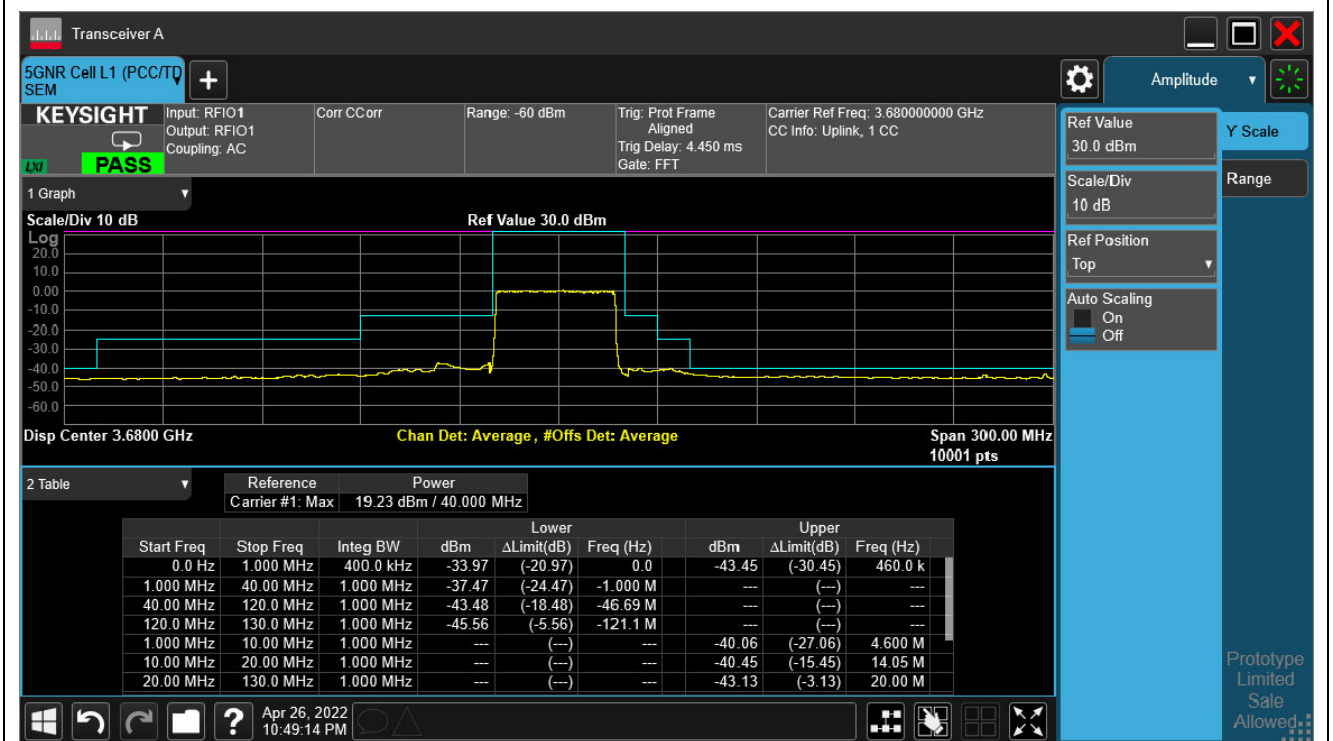 Transceiver A
5GNR Cell L1 (PCC/TD
SEM
Amplitude
KEYSIGHT
LXI
PASS
Input: RFIO1
Output: RFIO1
Coupling: AC
Corr CCorr
Range: -60 dBm
Trig: Prot Frame
Aligned
Trig Delay: 4.450 ms
Gate: FFT
Carrier Ref Freq: 3.680000000 GHz
CC Info: Uplink, 1 CC
Ref Value
30.0 dBm
Y Scale
Scale/Div
10 dB
Range
Ref Position
Top
Auto Scaling
On
Off
1 Graph
Scale/Div 10 dB
Ref Value 30.0 dBm
Log
20.0
10.0
0.00
-10.0
-20.0
-30.0
-40.0
-50.0
-60.0
Disp Center 3.6800 GHz
Chan Det: Average , #Offs Det: Average
Span 300.00 MHz
10001 pts
2 Table
Reference Power
Carrier #1: Max 19.23 dBm / 40.000 MHz
Lower Upper
Start Freq Stop Freq Integ BW dBm ΔLimit(dB) Freq (Hz) dBm ΔLimit(dB) Freq (Hz)
0.0 Hz 1.000 MHz 400.0 kHz -33.97 (-20.97) 0.0 -43.45 (-30.45) 460.0 k
1.000 MHz 40.00 MHz 1.000 MHz -37.47 (-24.47) -1.000 M --- (---) ---
40.00 MHz 120.0 MHz 1.000 MHz -43.48 (-18.48) -46.69 M --- (---) ---
120.0 MHz 130.0 MHz 1.000 MHz -45.56 (-5.56) -121.1 M --- (---) ---
1.000 MHz 10.00 MHz 1.000 MHz --- (---) --- -40.06 (-27.06) 4.600 M
10.00 MHz 20.00 MHz 1.000 MHz --- (---) --- -40.45 (-15.45) 14.05 M
20.00 MHz 130.0 MHz 1.000 MHz --- (---) --- -43.13 (-3.13) 20.00 M
Prototype
Limited
Sale
Allowed
?
Apr 26, 2022
10:49:14 PM